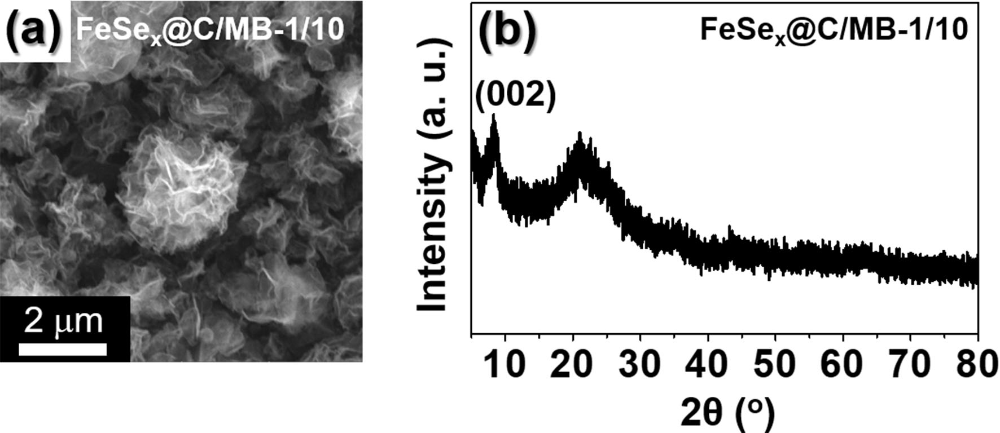 (a) FeSeₓ@C/MB-1/10
2 μm
(b) FeSeₓ@C/MB-1/10
(002)
Intensity (a. u.)
10 20 30 40 50 60 70 80
2θ (°)